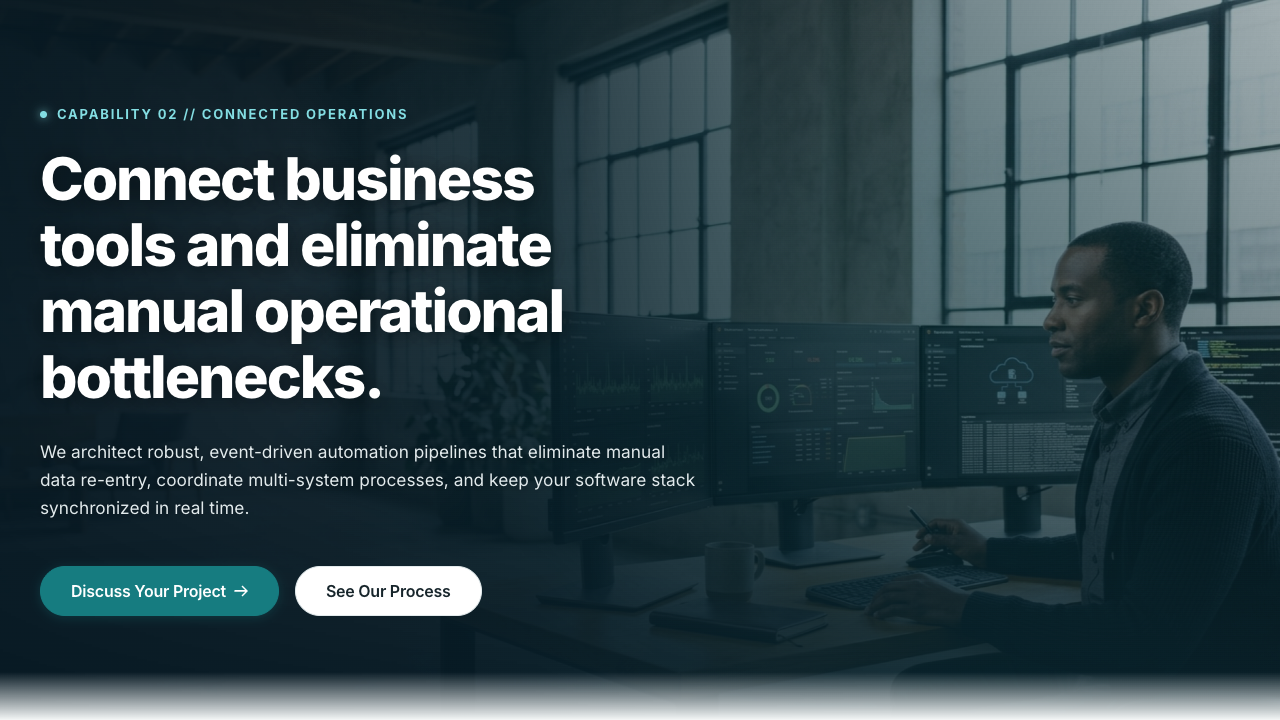 CAPABILITY 02 // CONNECTED OPERATIONS
Connect business
tools and eliminate
manual operational
bottlenecks.
We architect robust, event-driven automation pipelines that eliminate manual
data re-entry, coordinate multi-system processes, and keep your software stack
synchronized in real time.
Discuss Your Project →
See Our Process